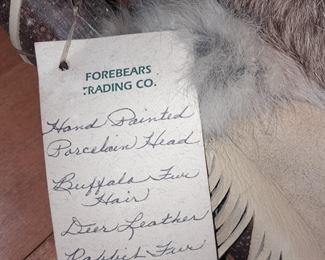 FOREBEARS
TRADING CO.
Hand Painted
Porcelain Head
Buffalo Fur
Hair
Deer Leather
Rabbit Fur